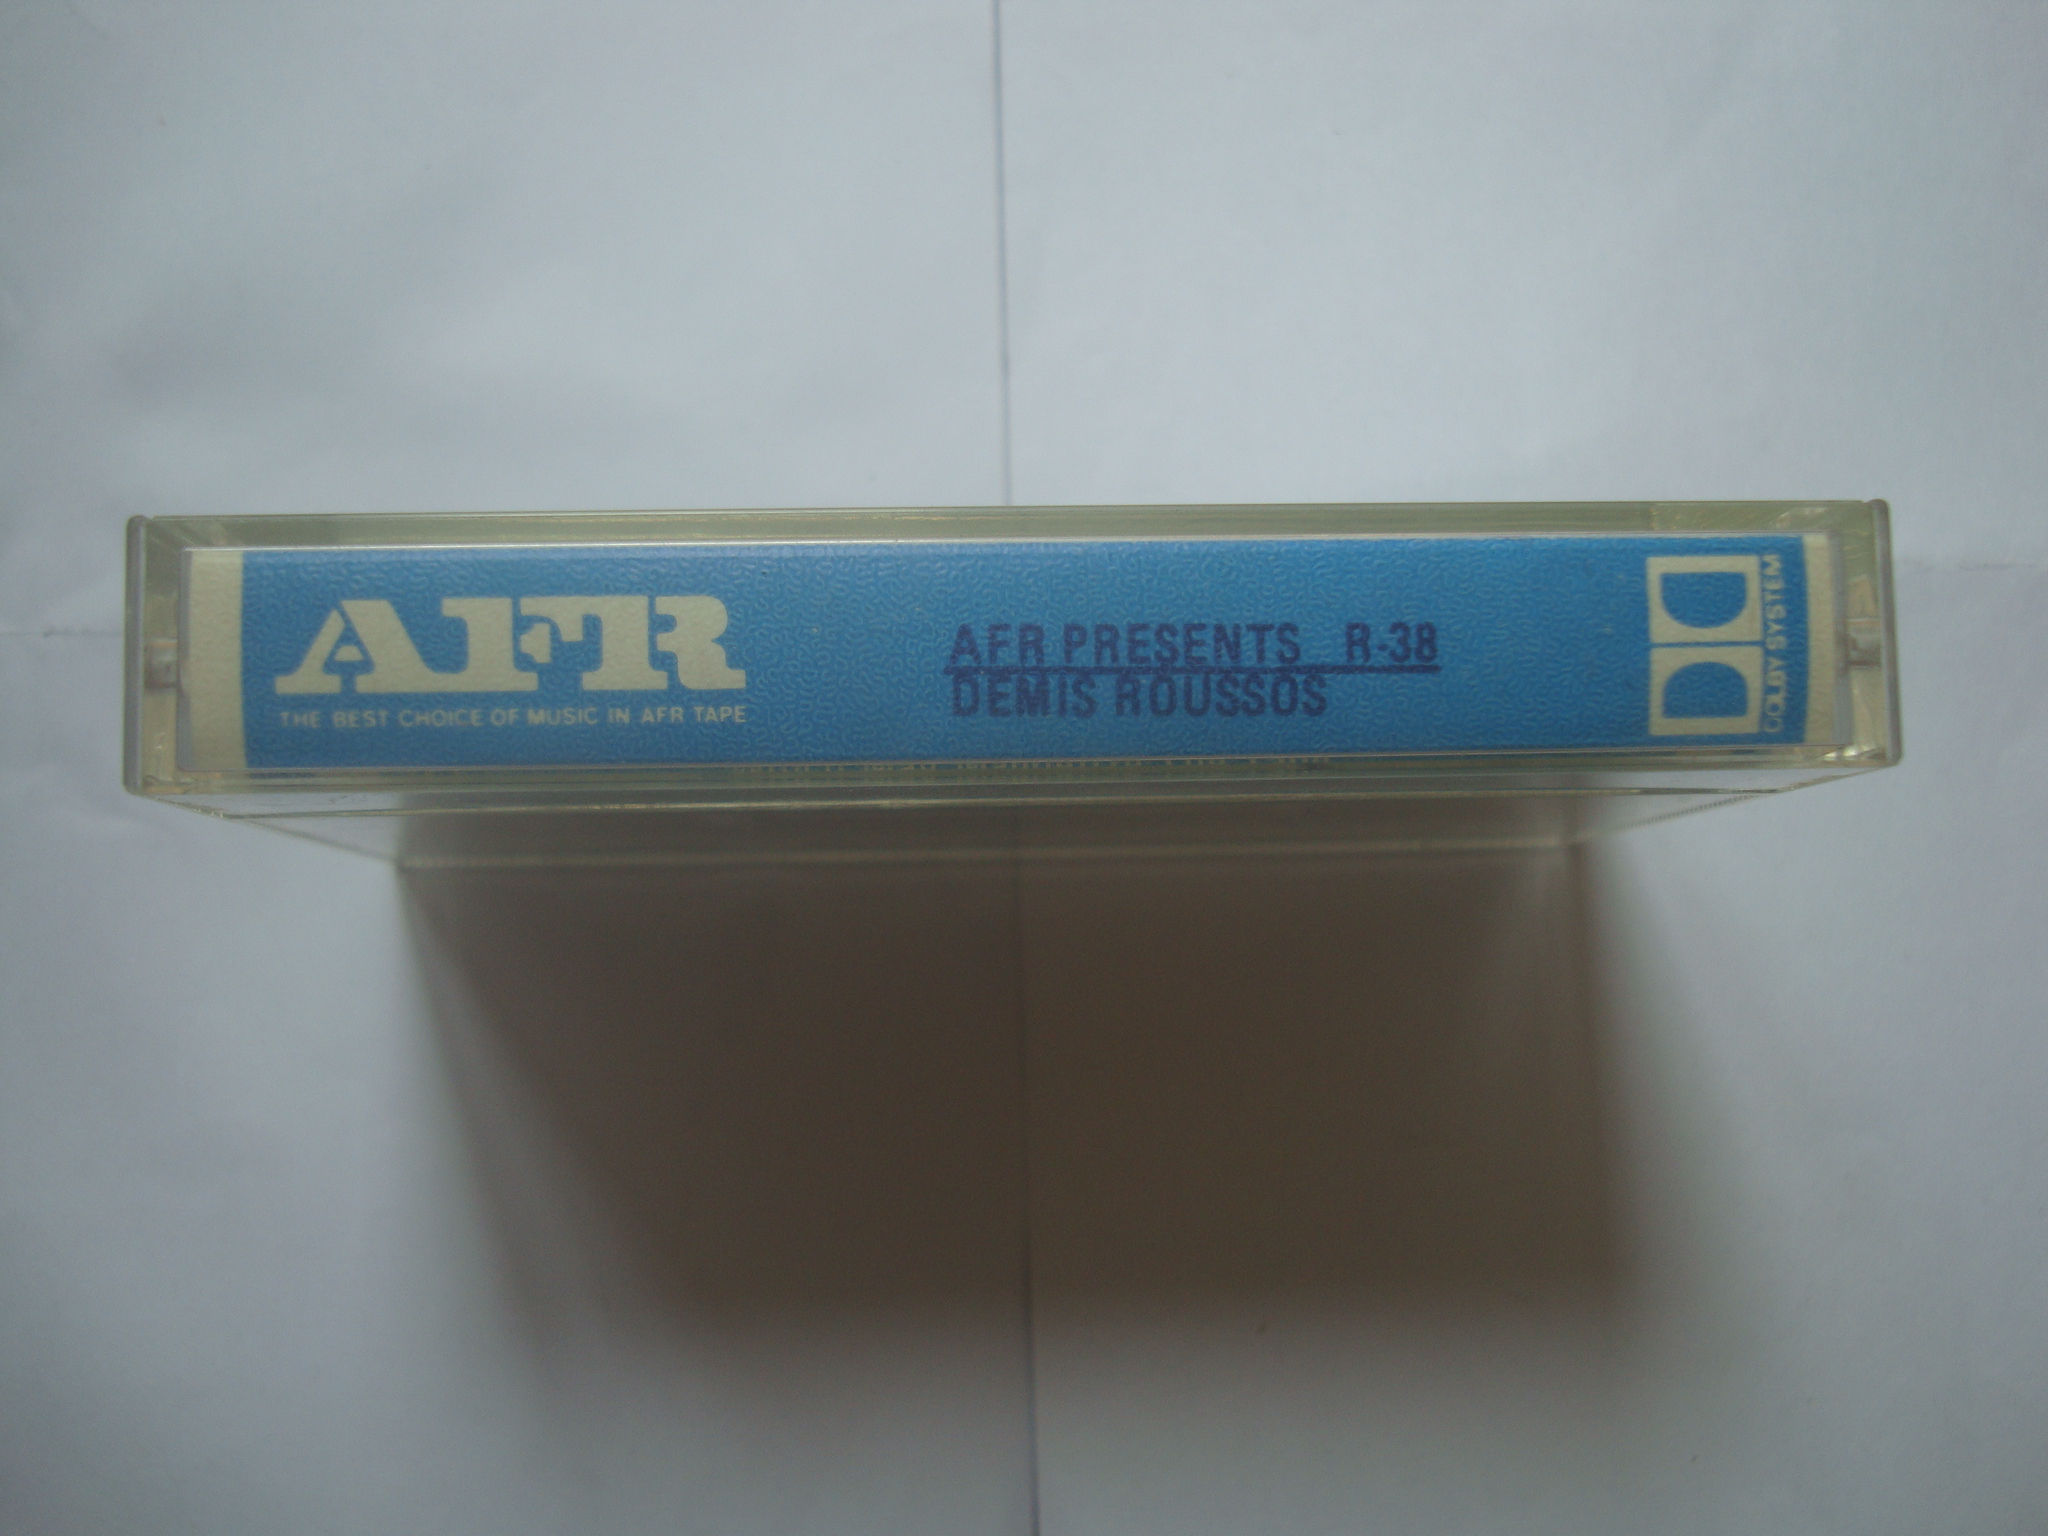 AFR
THE BEST CHOICE OF MUSIC IN AFR TAPE
AFR PRESENTS R-38
DEMIS ROUSSOS
DOLBY SYSTEM